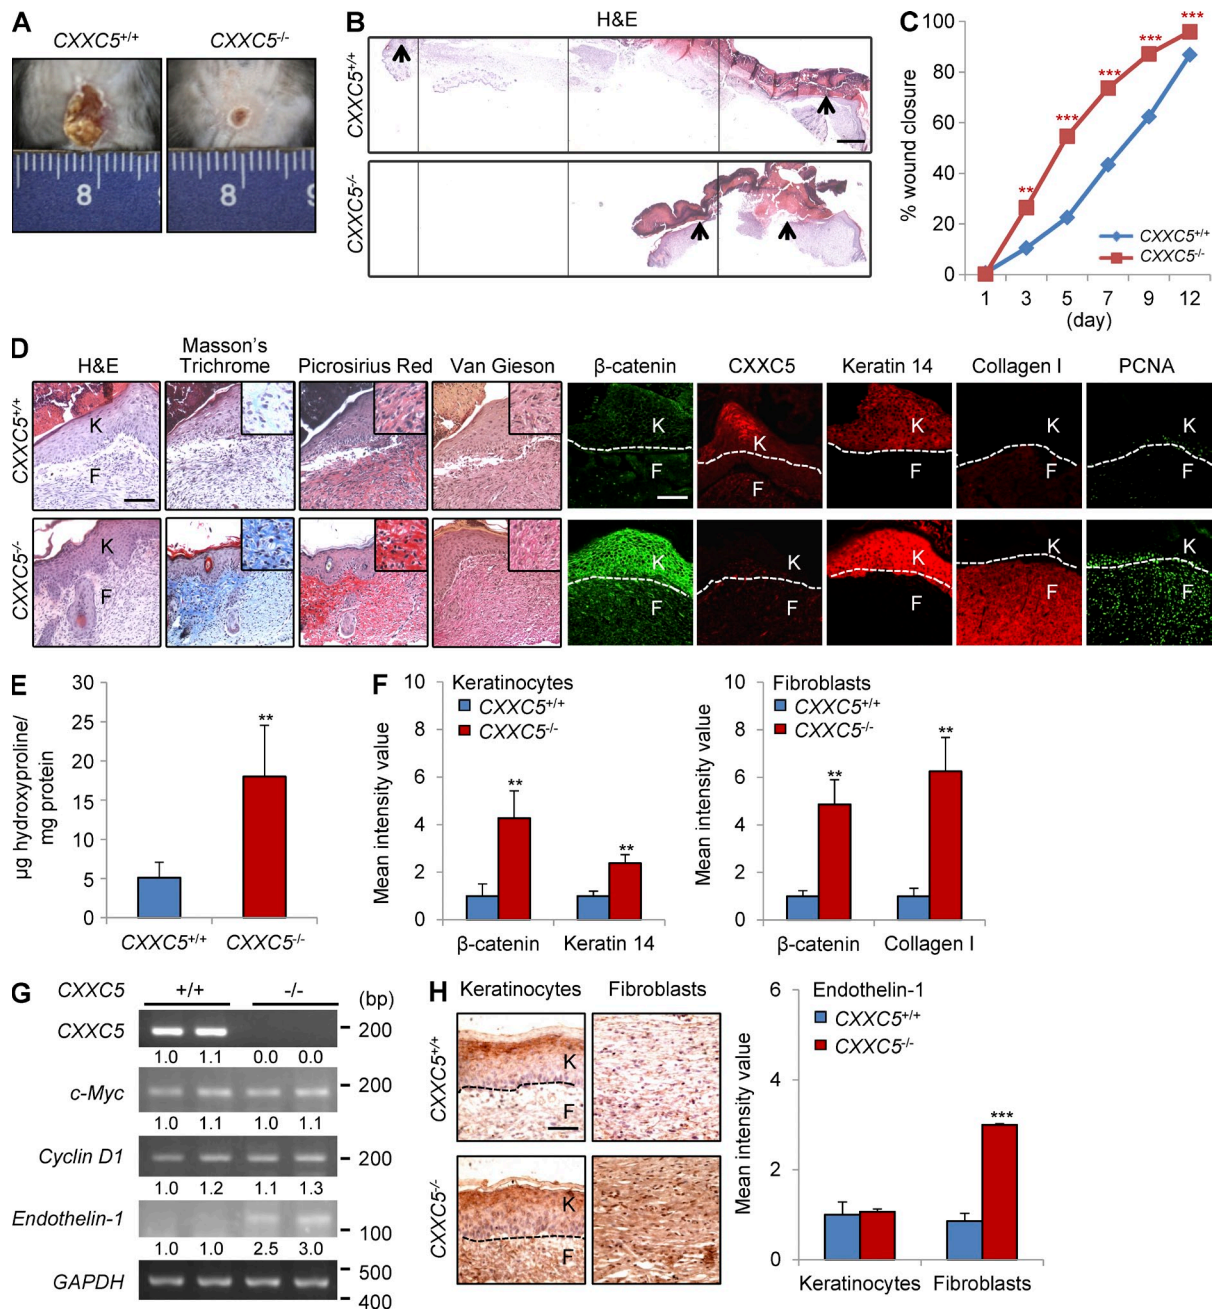 A
CXXC5+/+
CXXC5-/-
8
8
9
B
H&E
CXXC5+/+
CXXC5-/-
C
% wound closure
100
80
60
40
20
0
1 3 5 7 9 12
(day)
**
***
***
***
***
CXXC5+/+
CXXC5-/-
D
H&E
Masson's
Trichrome
Picrosirius Red
Van Gieson
β-catenin
CXXC5
Keratin 14
Collagen I
PCNA
CXXC5+/+
K
F
K
F
K
F
K
F
K
F
K
F
CXXC5-/-
K
F
K
F
K
F
K
F
K
F
K
F
E
µg hydroxyproline/
mg protein
30
25
20
15
10
5
0
**
CXXC5+/+
CXXC5-/-
F
Mean intensity value
10
8
6
4
2
0
Keratinocytes
CXXC5+/+
CXXC5-/-
**
**
β-catenin
Keratin 14
Mean intensity value
10
8
6
4
2
0
Fibroblasts
CXXC5+/+
CXXC5-/-
**
**
β-catenin
Collagen I
G
CXXC5
+/+
-/-
(bp)
CXXC5
200
1.0 1.1 0.0 0.0
c-Myc
200
1.0 1.1 1.0 1.1
Cyclin D1
200
1.0 1.2 1.1 1.3
Endothelin-1
100
1.0 1.0 2.5 3.0
GAPDH
500
400
H
Keratinocytes
Fibroblasts
CXXC5+/+
K
F
CXXC5-/-
K
F
Mean intensity value
6
4
2
0
Endothelin-1
CXXC5+/+
CXXC5-/-
***
Keratinocytes
Fibroblasts